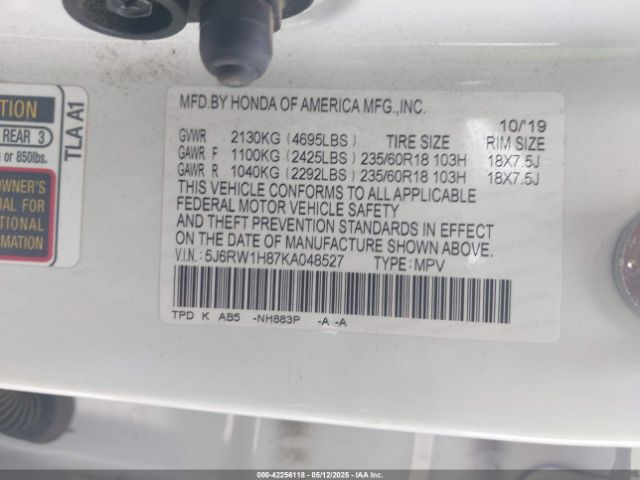 TION
REAR 3
or 850lbs.
OWNER'S
UAL FOR
TIONAL
RMATION
TLA A1
MFD.BY HONDA OF AMERICA MFG.,INC.
10/'19
GVWR 2130KG (4695LBS) TIRE SIZE RIM SIZE
GAWR F 1100KG (2425LBS) 235/60R18 103H 18X7.5J
GAWR R 1040KG (2292LBS) 235/60R18 103H 18X7.5J
THIS VEHICLE CONFORMS TO ALL APPLICABLE
FEDERAL MOTOR VEHICLE SAFETY
AND THEFT PREVENTION STANDARDS IN EFFECT
ON THE DATE OF MANUFACTURE SHOWN ABOVE.
V.I.N.: 5J6RW1H87KA048527 TYPE: MPV
TPD K AB5 -NH883P -A -A
000-42256118 - 05/12/2025 - IAA